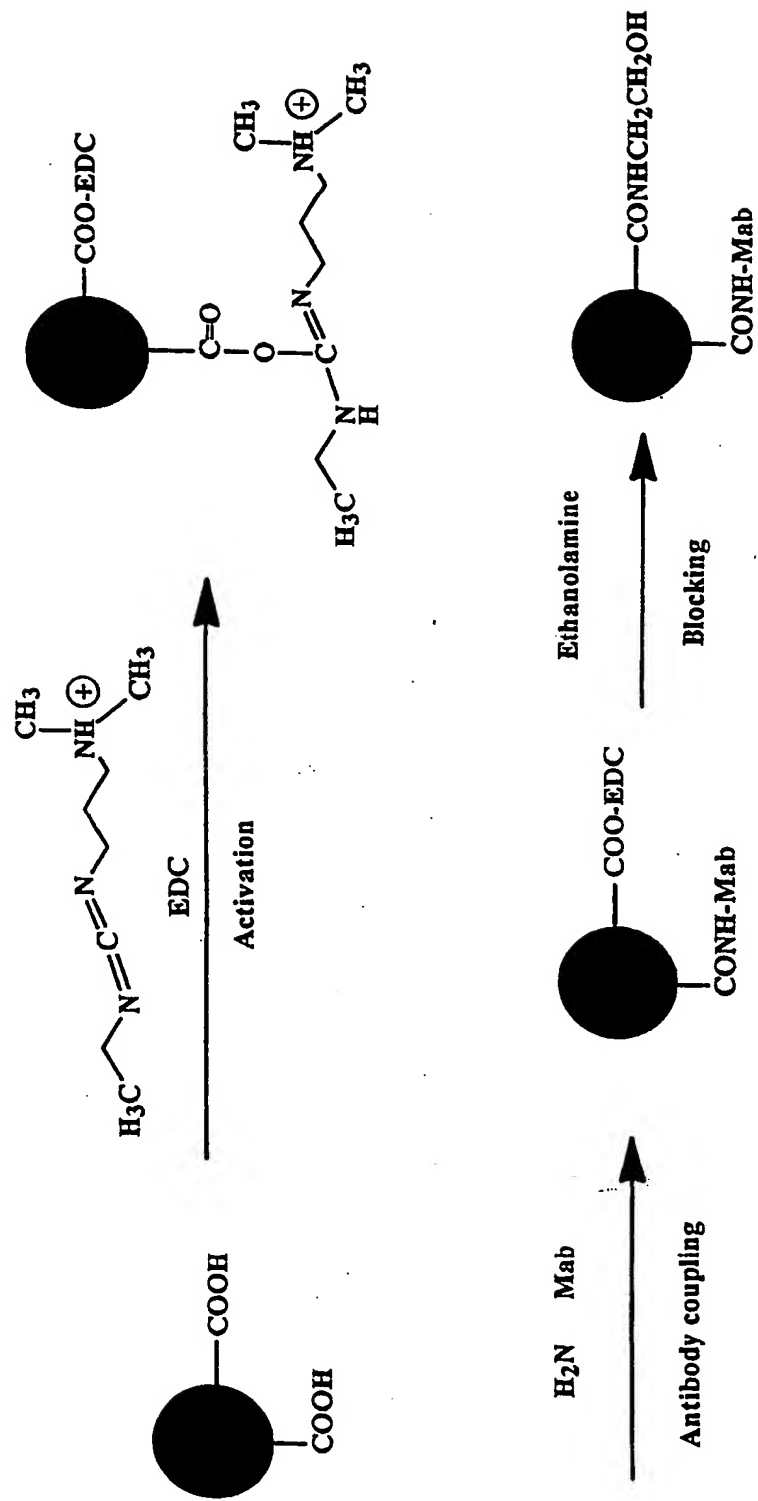 COOH
COOH
CH3
NH
+
CH3
N
C
N
H3C
EDC
Activation
COO-EDC
C=O
O
C
N
CH3
NH
+
CH3
N
H
H3C
H2N Mab
Antibody coupling
COO-EDC
CONH-Mab
Ethanolamine
Blocking
CONHCH2CH2OH
CONH-Mab